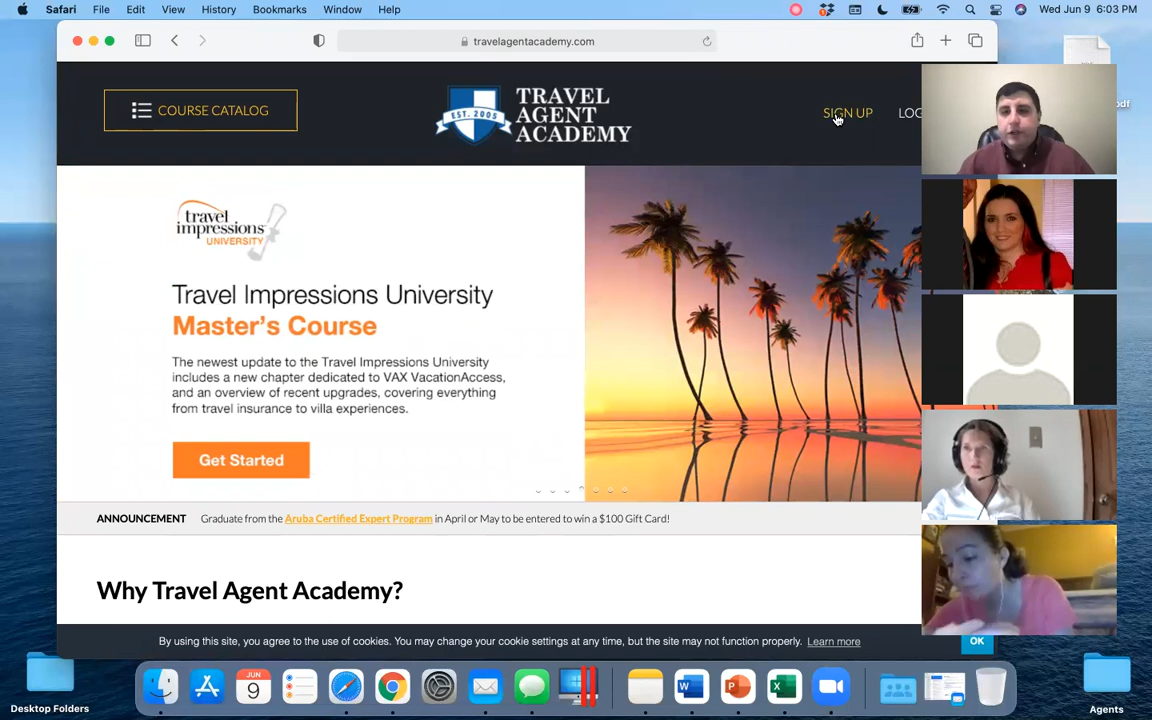 Safari File Edit View History Bookmarks Window Help Wed Jun 9 6:03 PM
travelagentacademy.com
COURSE CATALOG
EST. 2005
TRAVEL
AGENT
ACADEMY
SIGN UP LOG
pdf
travel
impressions
UNIVERSITY
Travel Impressions University
Master's Course
The newest update to the Travel Impressions University
includes a new chapter dedicated to VAX VacationAccess,
and an overview of recent upgrades, covering everything
from travel insurance to villa experiences.
Get Started
ANNOUNCEMENT Graduate from the Aruba Certified Expert Program in April or May to be entered to win a $100 Gift Card!
Why Travel Agent Academy?
By using this site, you agree to the use of cookies. You may change your cookie settings at any time, but the site may not function properly. Learn more
OK
JUN
9
Desktop Folders
Agents